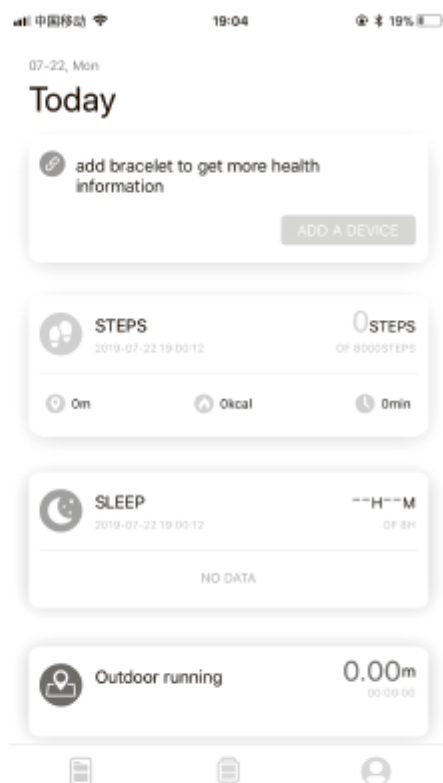 中国移动 19:04 19%
07-22, Mon
Today
add bracelet to get more health
information
ADD A DEVICE
STEPS 0STEPS
2019-07-22 19:00:12 OF 8000STEPS
0m 0kcal 0min
SLEEP --H--M
2019-07-22 19:00:12 OF 8H
NO DATA
Outdoor running 0.00m
00:00:00